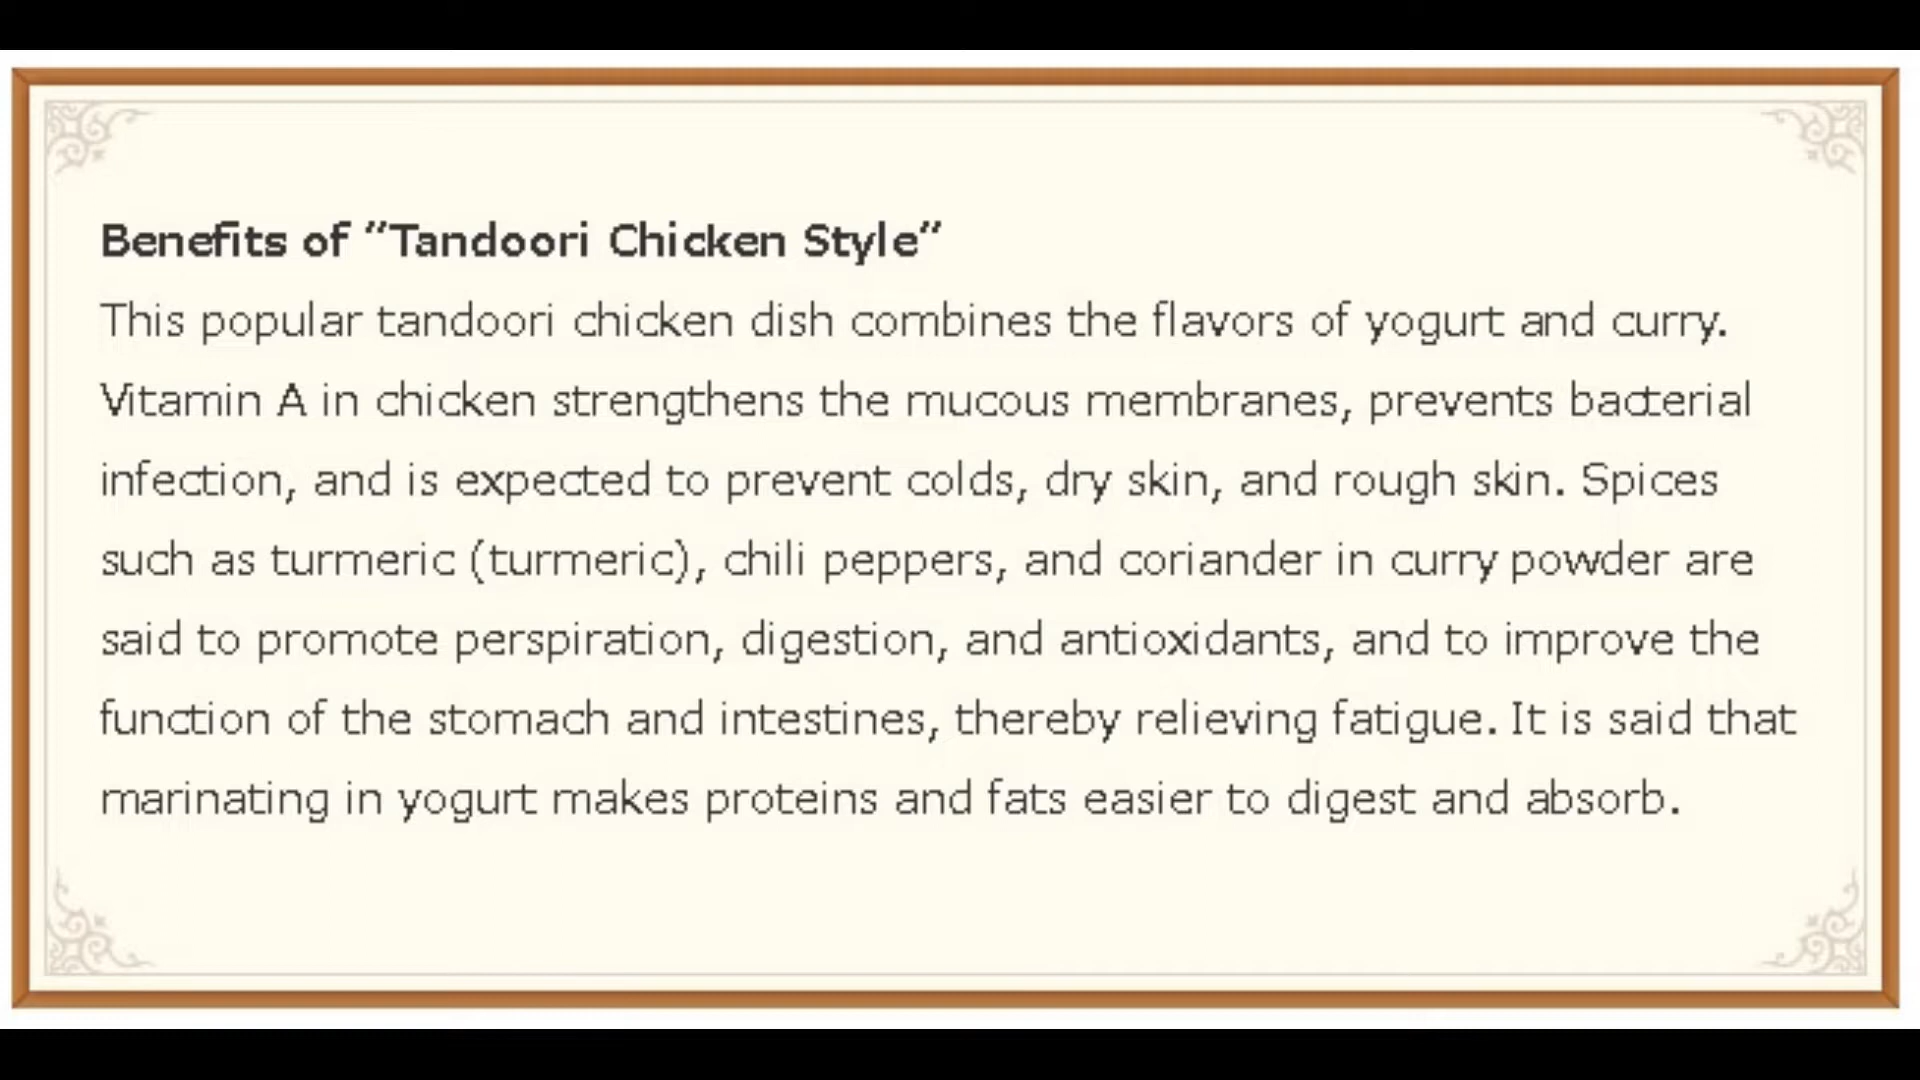 Benefits of "Tandoori Chicken Style"
This popular tandoori chicken dish combines the flavors of yogurt and curry.
Vitamin A in chicken strengthens the mucous membranes, prevents bacterial
infection, and is expected to prevent colds, dry skin, and rough skin. Spices
such as turmeric (turmeric), chili peppers, and coriander in curry powder are
said to promote perspiration, digestion, and antioxidants, and to improve the
function of the stomach and intestines, thereby relieving fatigue. It is said that
marinating in yogurt makes proteins and fats easier to digest and absorb.